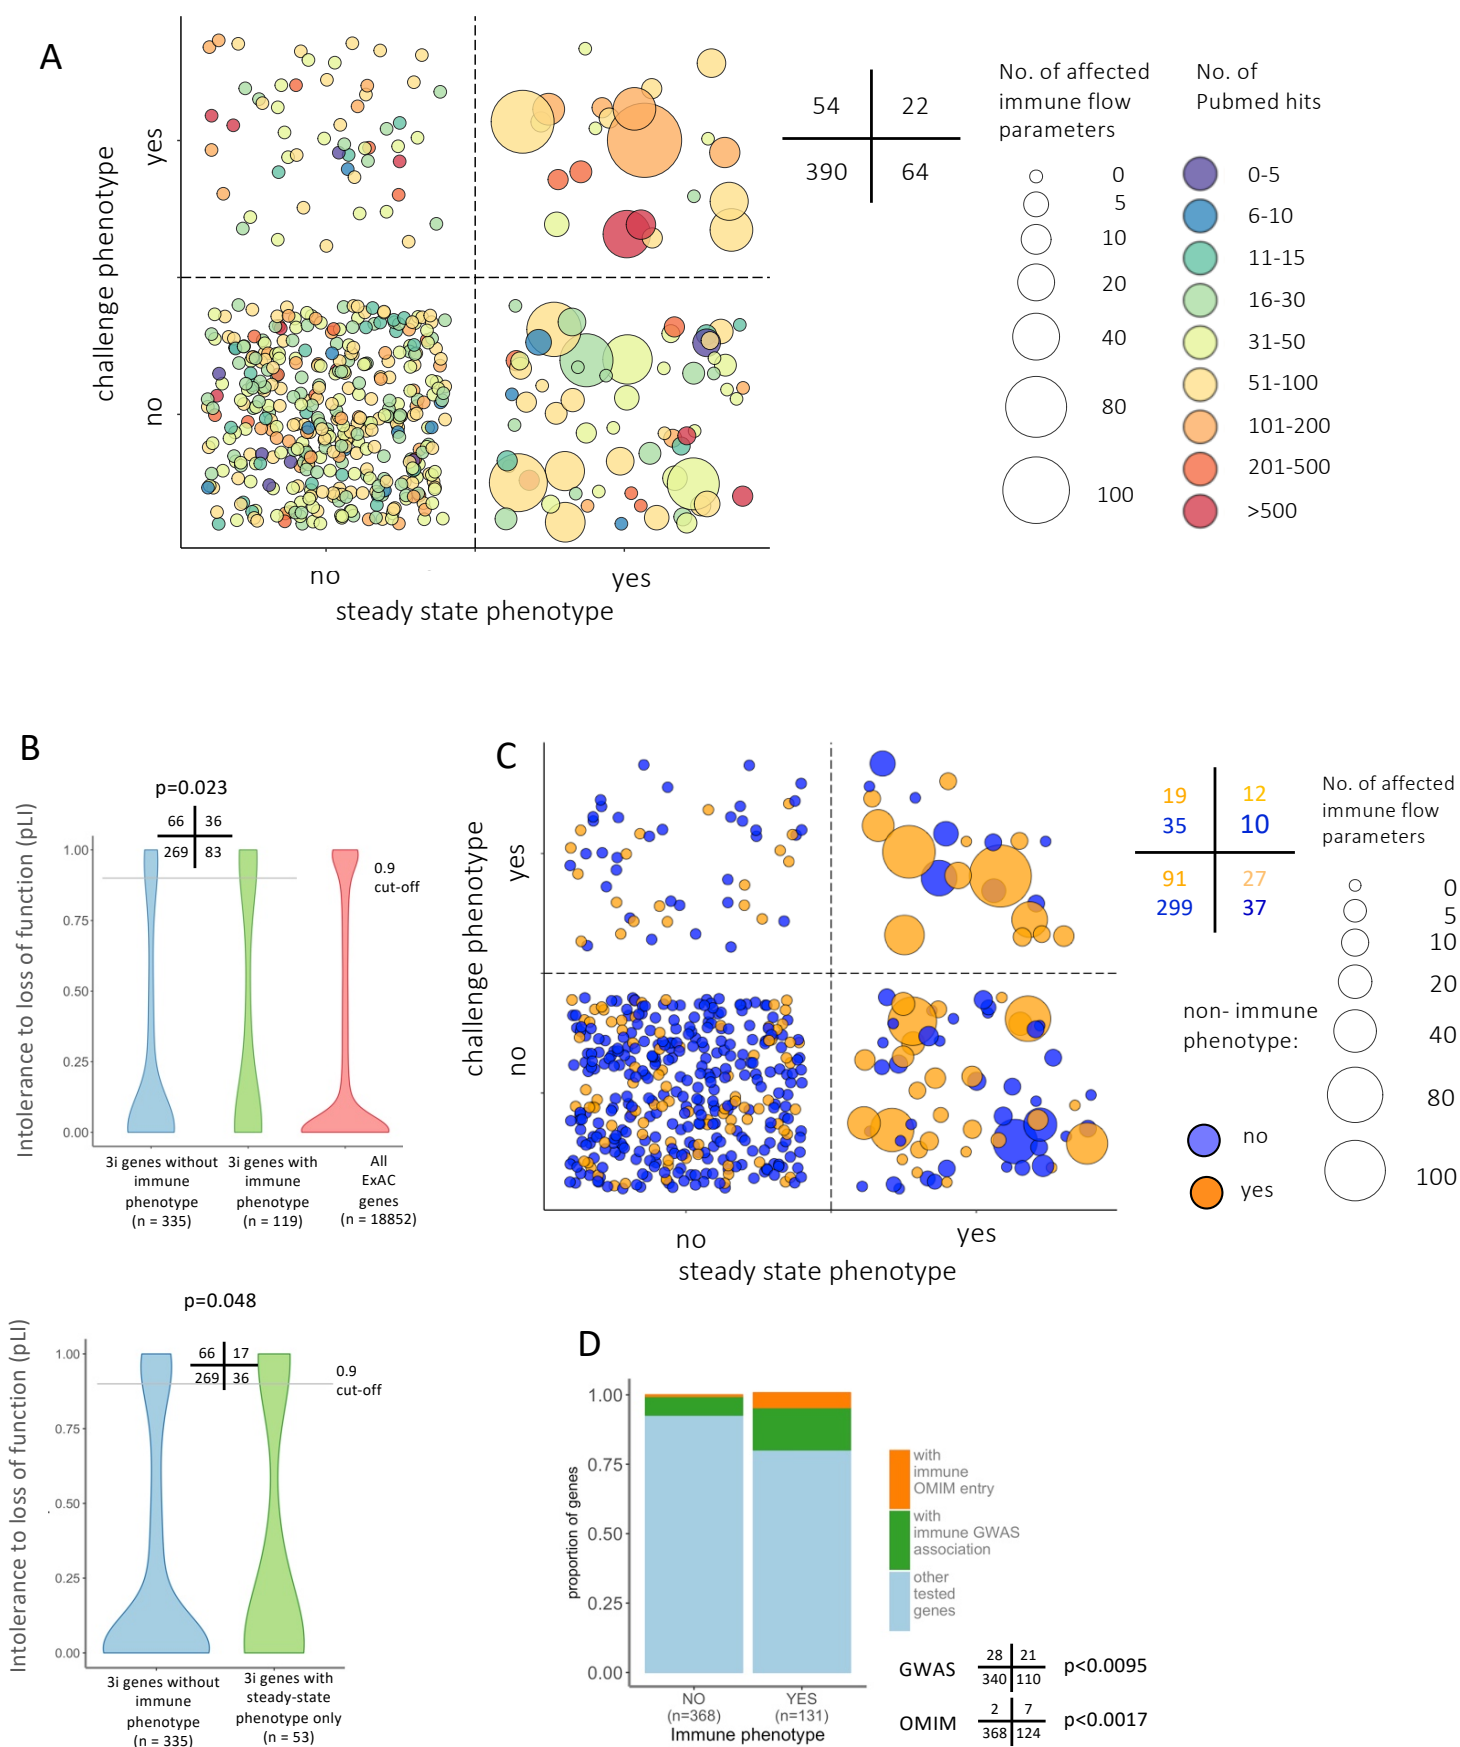 A
challenge phenotype
yes
no
no
yes
steady state phenotype
54
22
390
64
No. of affected
immune flow
parameters
0
5
10
20
40
80
100
No. of
Pubmed hits
0-5
6-10
11-15
16-30
31-50
51-100
101-200
201-500
>500
B
p=0.023
66
36
269
83
0.9
cut-off
Intolerance to loss of function (pLI)
1.00
0.75
0.50
0.25
0.00
3i genes without
immune
phenotype
(n = 335)
3i genes with
immune
phenotype
(n = 119)
All
ExAC
genes
(n = 18852)
p=0.048
66
17
269
36
0.9
cut-off
Intolerance to loss of function (pLI)
1.00
0.75
0.50
0.25
0.00
3i genes without
immune
phenotype
(n = 335)
3i genes with
steady-state
phenotype only
(n = 53)
C
challenge phenotype
yes
no
no
yes
steady state phenotype
19
35
12
10
91
299
27
37
No. of affected
immune flow
parameters
0
5
10
20
40
80
100
non- immune
phenotype:
no
yes
D
proportion of genes
1.00
0.75
0.50
0.25
0.00
NO
(n=368)
YES
(n=131)
Immune phenotype
with
immune
OMIM entry
with
immune GWAS
association
other
tested
genes
GWAS
28
21
340
110
p<0.0095
OMIM
2
7
368
124
p<0.0017